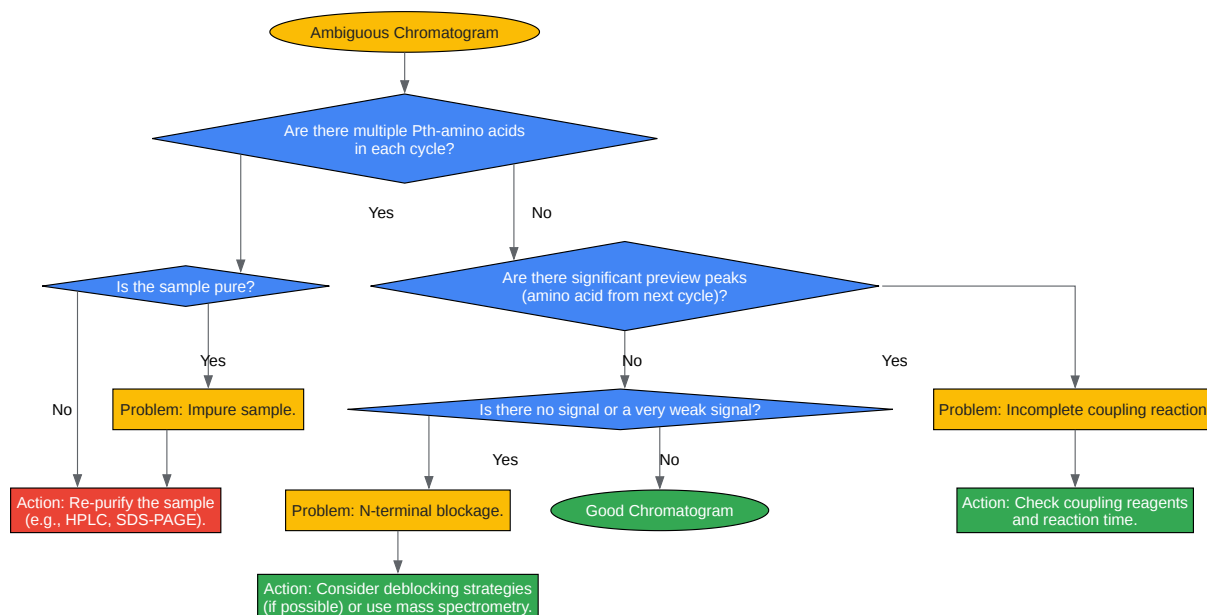 Ambiguous Chromatogram
Are there multiple Pth-amino acids
in each cycle?
Yes
No
Is the sample pure?
Are there significant preview peaks
(amino acid from next cycle)?
Yes
No
Yes
No
Problem: Impure sample.
Is there no signal or a very weak signal?
Problem: Incomplete coupling reaction
Yes
No
Action: Re-purify the sample
(e.g., HPLC, SDS-PAGE).
Problem: N-terminal blockage.
Good Chromatogram
Action: Check coupling reagents
and reaction time.
Action: Consider deblocking strategies
(if possible) or use mass spectrometry.